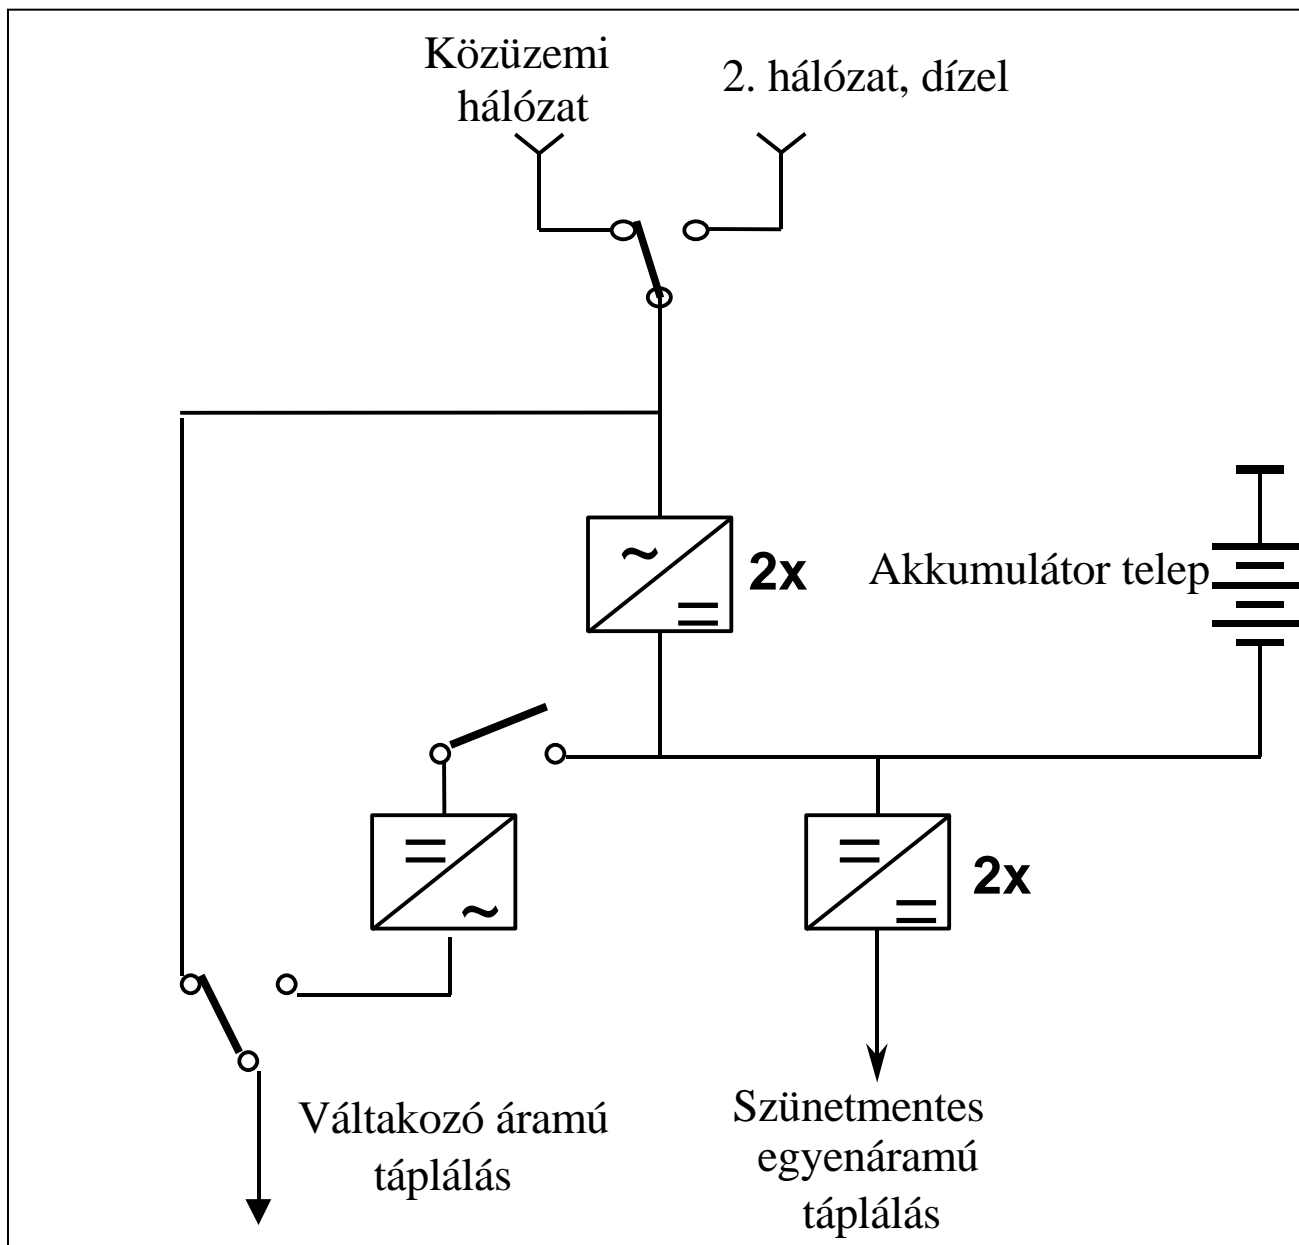 Közüzemi
hálózat
2. hálózat, dízel
~
2x
Akkumulátor telep
~
2x
Váltakozó áramú
táplálás
Szünetmentes
egyenáramú
táplálás